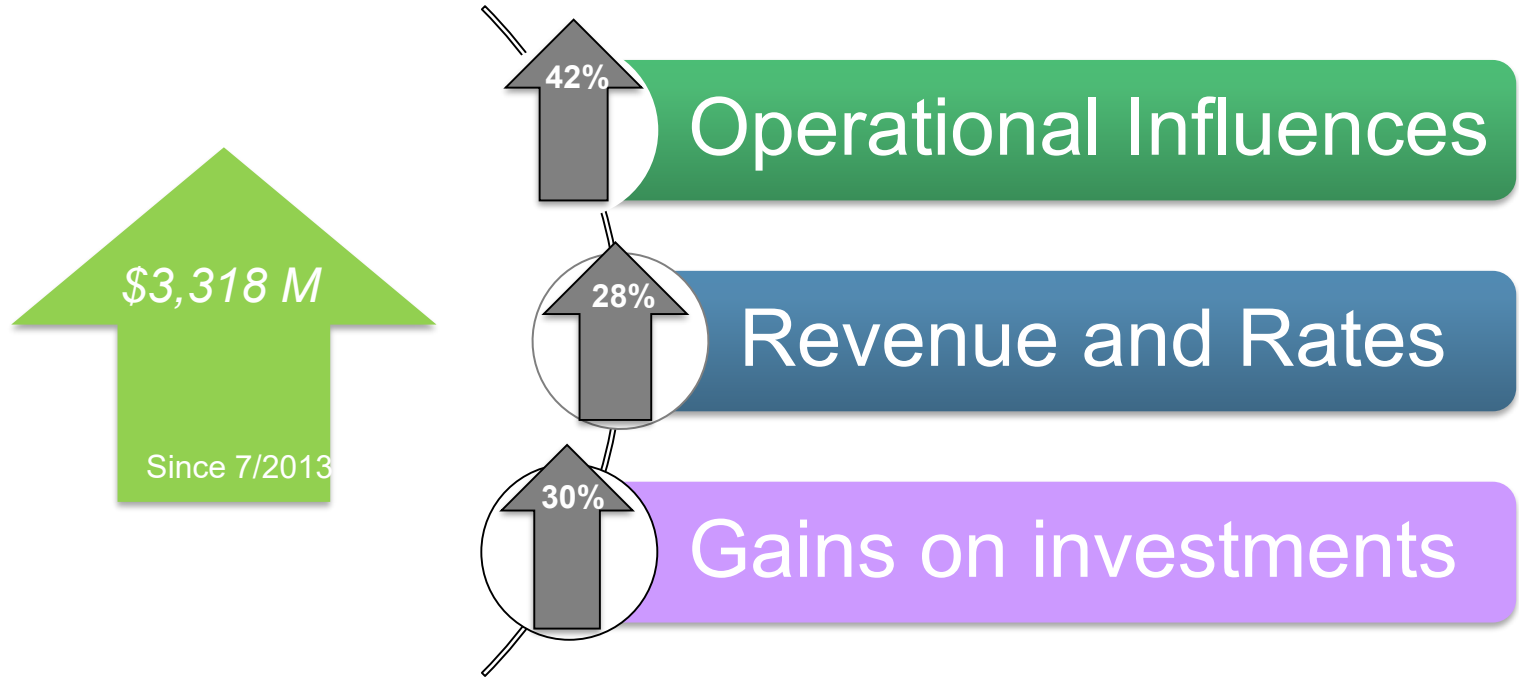 $3,318 M
Since 7/2013
42%
Operational Influences
28%
Revenue and Rates
30%
Gains on investments